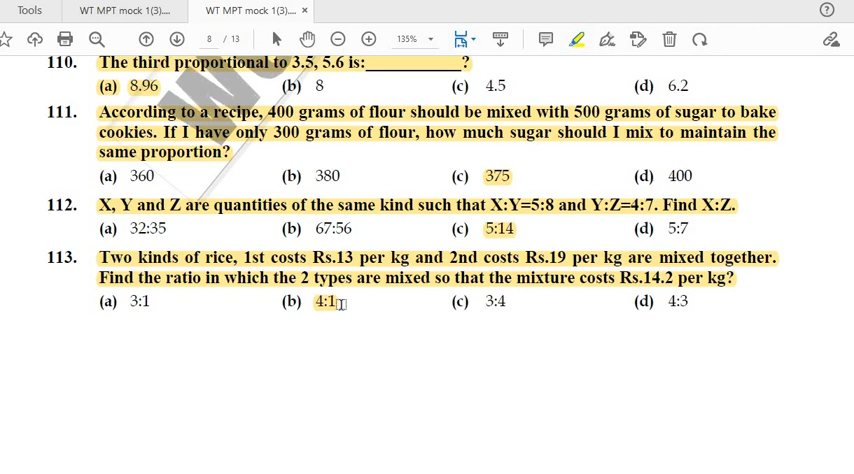 Tools
WT MPT mock 1(3)....
WT MPT mock 1(3).... ×
8 / 13
135%
110. The third proportional to 3.5, 5.6 is:____________?
(a) 8.96 (b) 8 (c) 4.5 (d) 6.2
111. According to a recipe, 400 grams of flour should be mixed with 500 grams of sugar to bake
cookies. If I have only 300 grams of flour, how much sugar should I mix to maintain the
same proportion?
(a) 360 (b) 380 (c) 375 (d) 400
112. X, Y and Z are quantities of the same kind such that X:Y=5:8 and Y:Z=4:7. Find X:Z.
(a) 32:35 (b) 67:56 (c) 5:14 (d) 5:7
113. Two kinds of rice, 1st costs Rs.13 per kg and 2nd costs Rs.19 per kg are mixed together.
Find the ratio in which the 2 types are mixed so that the mixture costs Rs.14.2 per kg?
(a) 3:1 (b) 4:1 (c) 3:4 (d) 4:3